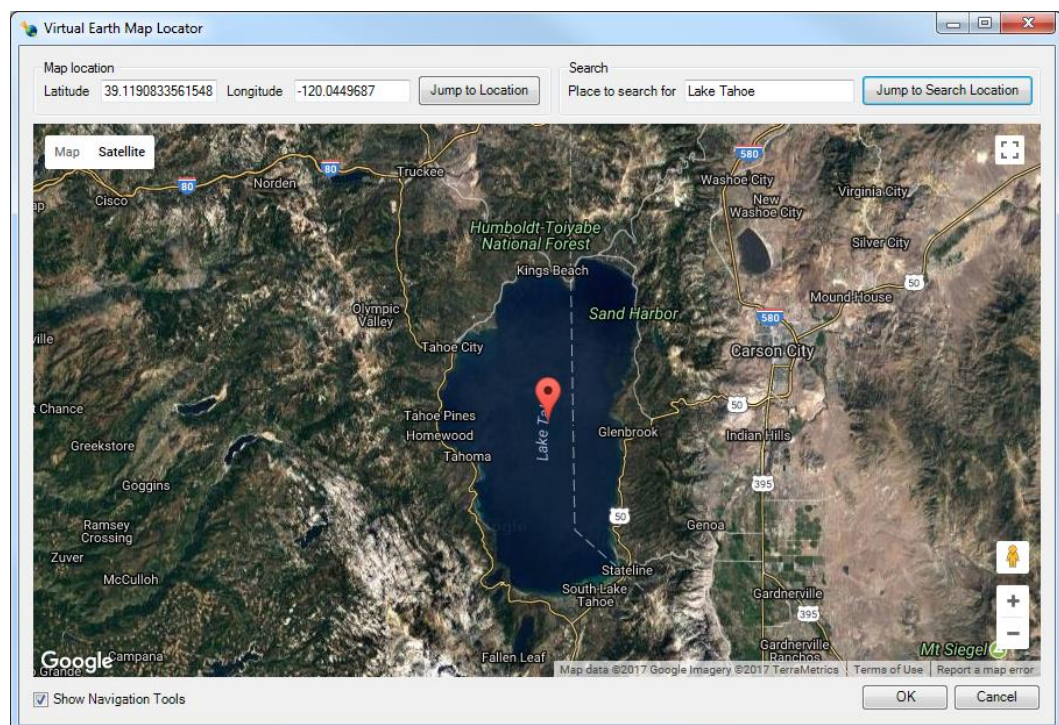 Virtual Earth Map Locator
Map location
Latitude 39.1190833561548 Longitude -120.0449687 Jump to Location
Search
Place to search for Lake Tahoe Jump to Search Location
Map Satellite
580
80
80
Norden
Truckee
Cisco
Washoe City
New
Washoe City
Virginia City
Humboldt-Toiyabe
National Forest
Silver City
Kings Beach
50
Mound House
Olympic
Valley
Sand Harbor
580
ville
Tahoe City
Carson City
t Chance
50
Tahoe Pines
Glenbrook
Indian Hills
Homewood
Greekstore
Tahoma
395
Goggins
50
Genoa
Ramsey
Crossing
Zuver
McCulloh
Stateline
South Lake
Tahoe
Gardnerville
395
Gardnerville
Ranchos
Mt Siegel
Campana
Fallen Leaf
Google
o Grande
Map data ©2017 Google Imagery ©2017 TerraMetrics Terms of Use Report a map error
Show Navigation Tools OK Cancel